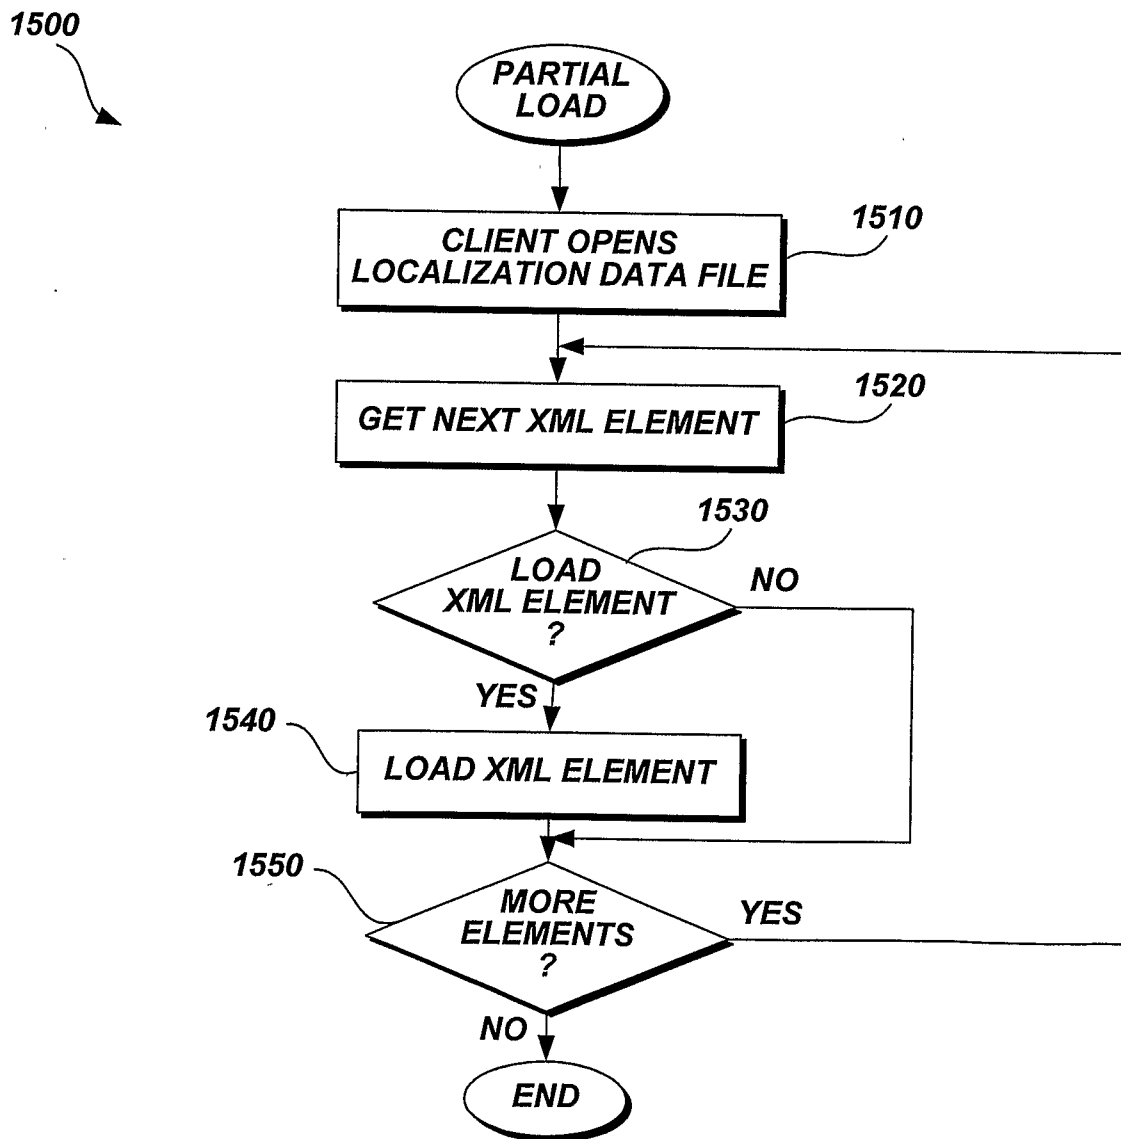 1500
PARTIAL
LOAD
1510
CLIENT OPENS
LOCALIZATION DATA FILE
1520
GET NEXT XML ELEMENT
1530
LOAD
XML ELEMENT
?
NO
YES
1540
LOAD XML ELEMENT
1550
MORE
ELEMENTS
?
YES
NO
END